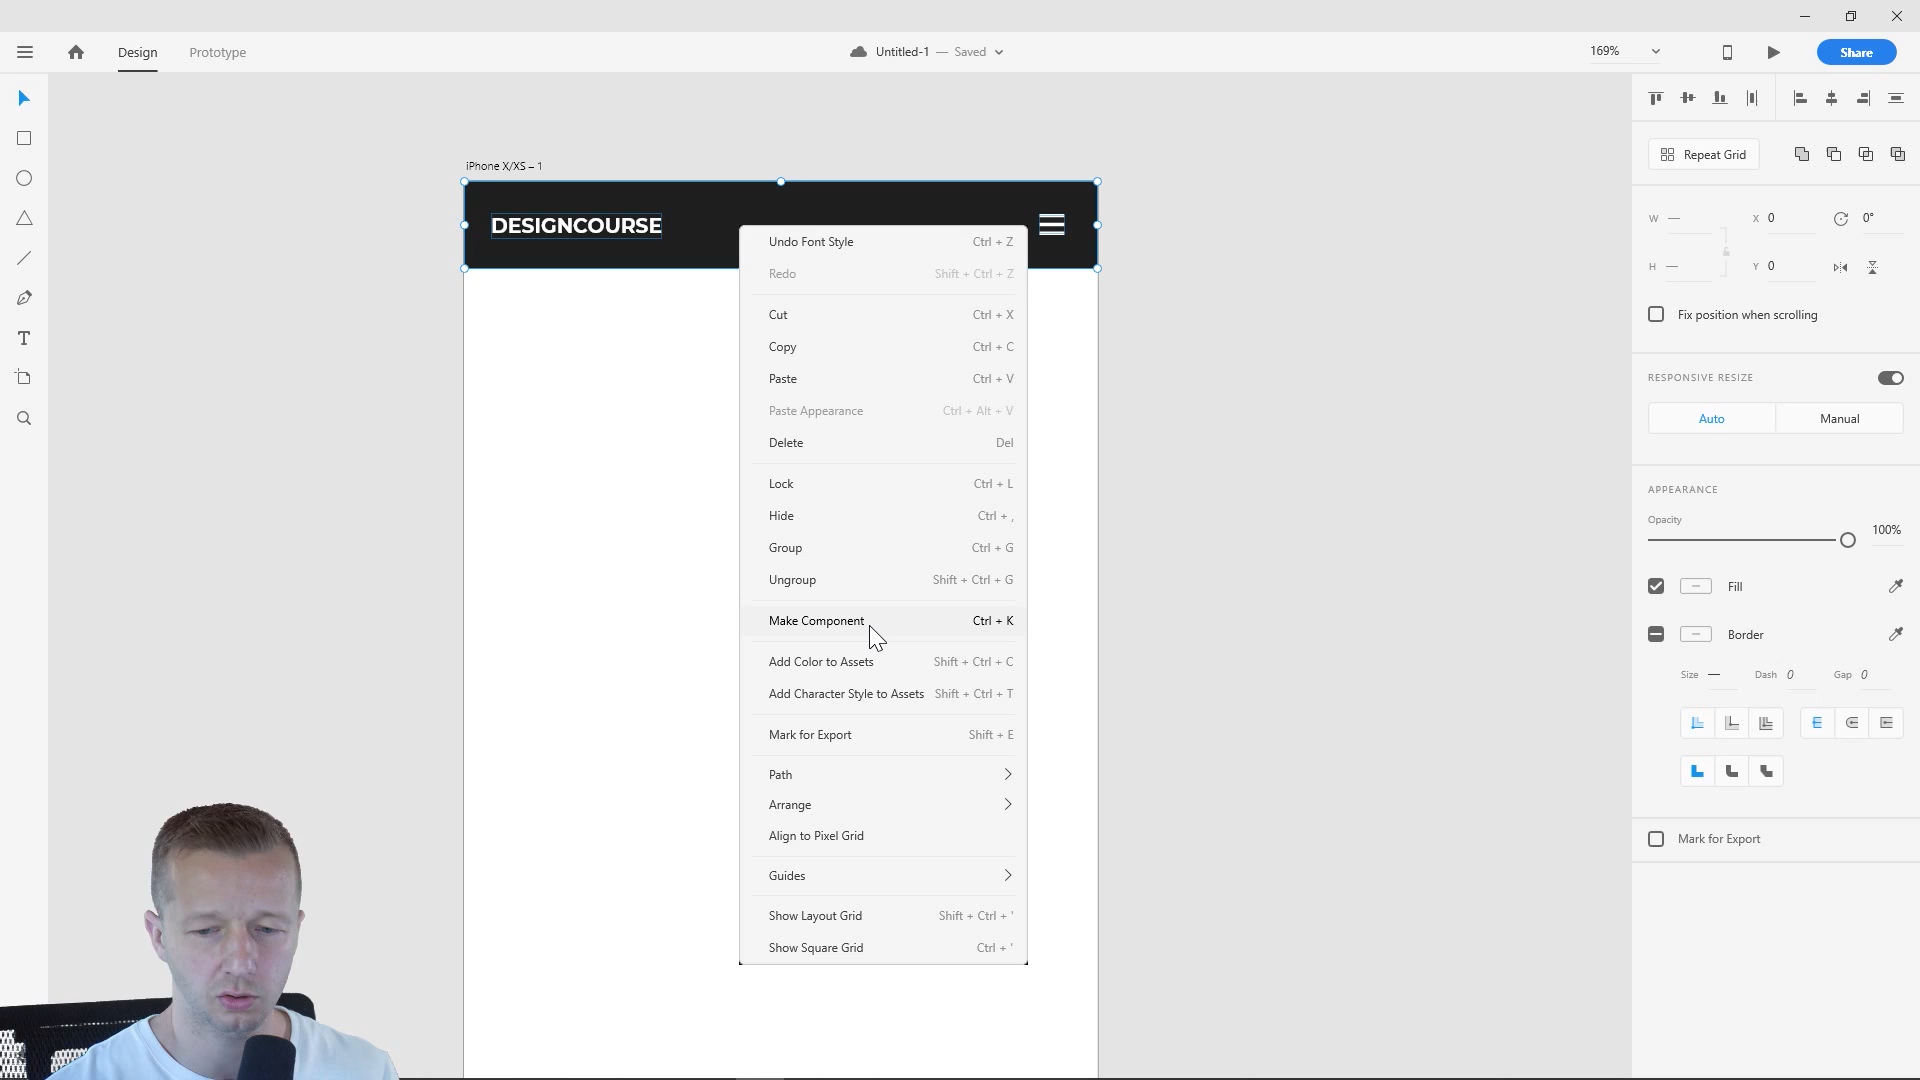 Design
Prototype
Untitled-1 — Saved
169%
Share
iPhone X/XS – 1
DESIGNCOURSE
Undo Font Style Ctrl + Z
Redo Shift + Ctrl + Z
Cut Ctrl + X
Copy Ctrl + C
Paste Ctrl + V
Paste Appearance Ctrl + Alt + V
Delete Del
Lock Ctrl + L
Hide Ctrl + ,
Group Ctrl + G
Ungroup Shift + Ctrl + G
Make Component Ctrl + K
Add Color to Assets Shift + Ctrl + C
Add Character Style to Assets Shift + Ctrl + T
Mark for Export Shift + E
Path
Arrange
Align to Pixel Grid
Guides
Show Layout Grid Shift + Ctrl + '
Show Square Grid Ctrl + '
Repeat Grid
W — X 0 0°
H — Y 0
Fix position when scrolling
RESPONSIVE RESIZE
Auto Manual
APPEARANCE
Opacity
100%
Fill
Border
Size — Dash 0 Gap 0
Mark for Export